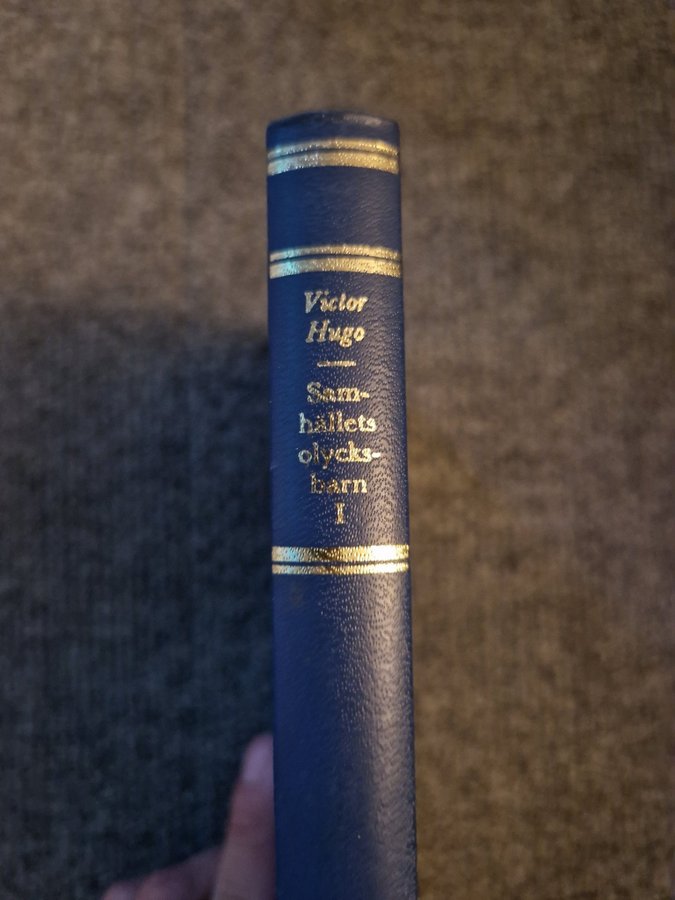 Victor
Hugo
Sam-
hällets
olycks-
barn
I